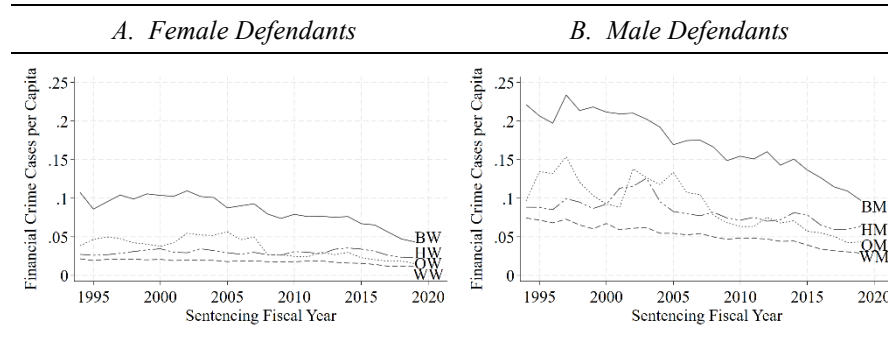 A. Female Defendants
B. Male Defendants
Financial Crime Cases per Capita
.25
.2
.15
.1
.05
0
BW
HW
OW
WW
1995 2000 2005 2010 2015 2020
Sentencing Fiscal Year
Financial Crime Cases per Capita
.25
.2
.15
.1
.05
0
BM
HM
OM
WM
1995 2000 2005 2010 2015 2020
Sentencing Fiscal Year